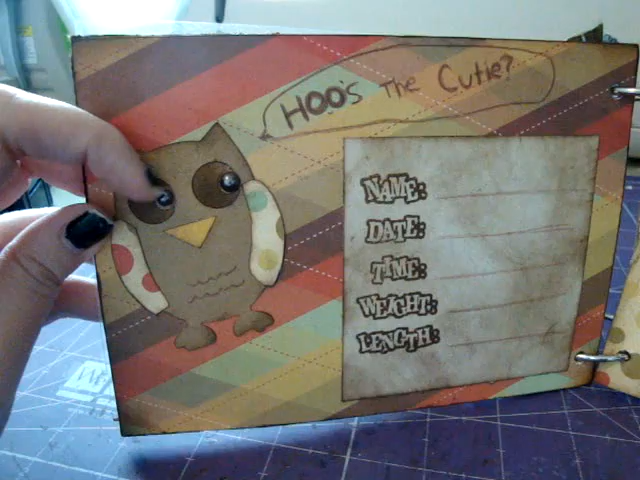 HOO's The Cutie?
NAME:
DATE:
TIME:
WEIGHT:
LENGTH: